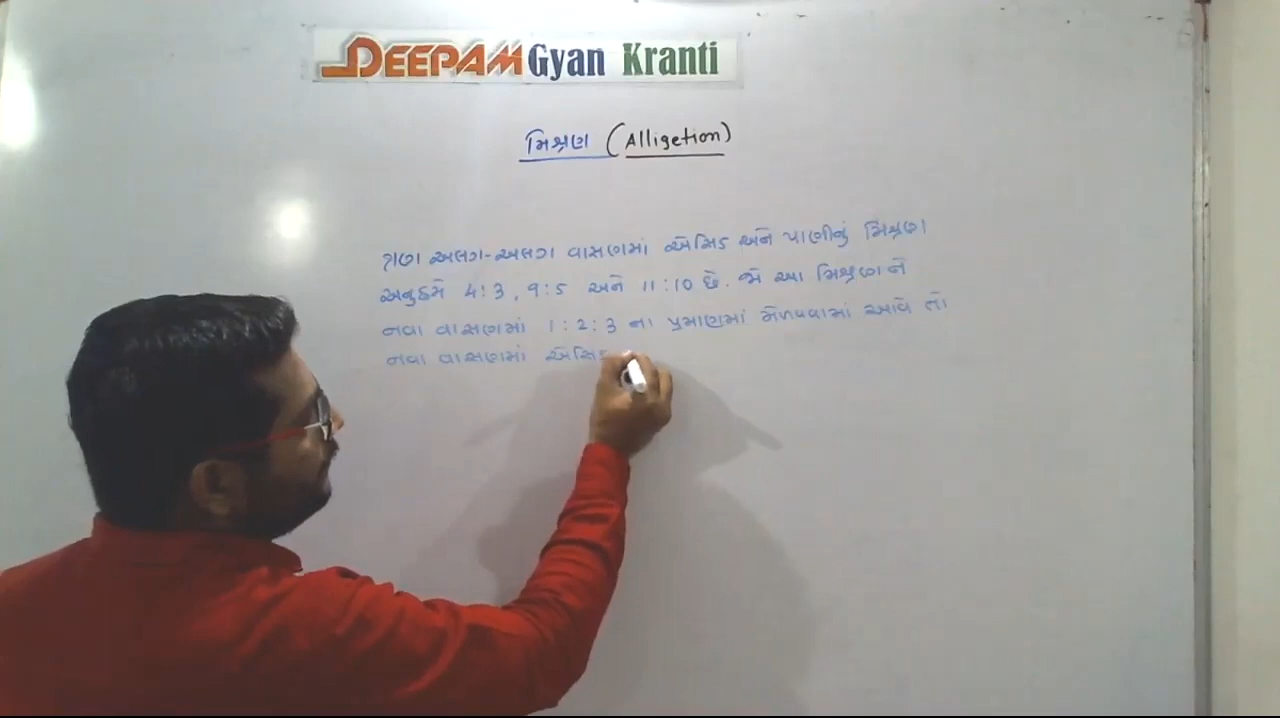 DEEPAM Gyan Kranti
મિશ્રણ (Alligetion)
ત્રણ અલગ-અલગ વાસણમાં એસિડ અને પાણીનું મિશ્રણ
અનુક્રમે 4:3, 9:5 અને 11:10 છે. જો આ મિશ્રણને
નવા વાસણમાં 1:2:3 ના પ્રમાણમાં મેળવવામાં આવે તો
નવા વાસણમાં એસિડ